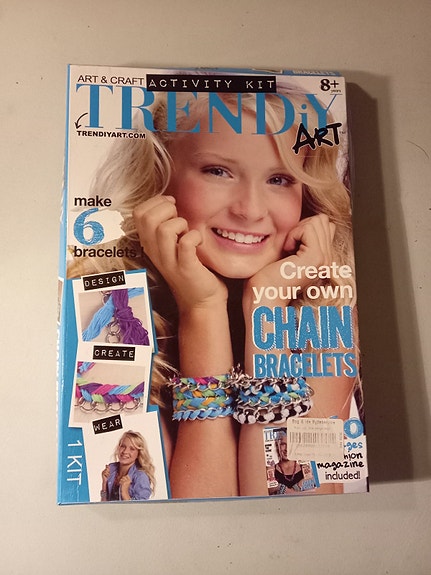 ART & CRAFT ACTIVITY KIT
8+
TRENDiY
ART
TRENDIYART.COM
make
6
bracelets!
DESIGN
CREATE
WEAR
1 KIT
Create
your own
CHAIN
BRACELETS
magazine
included!